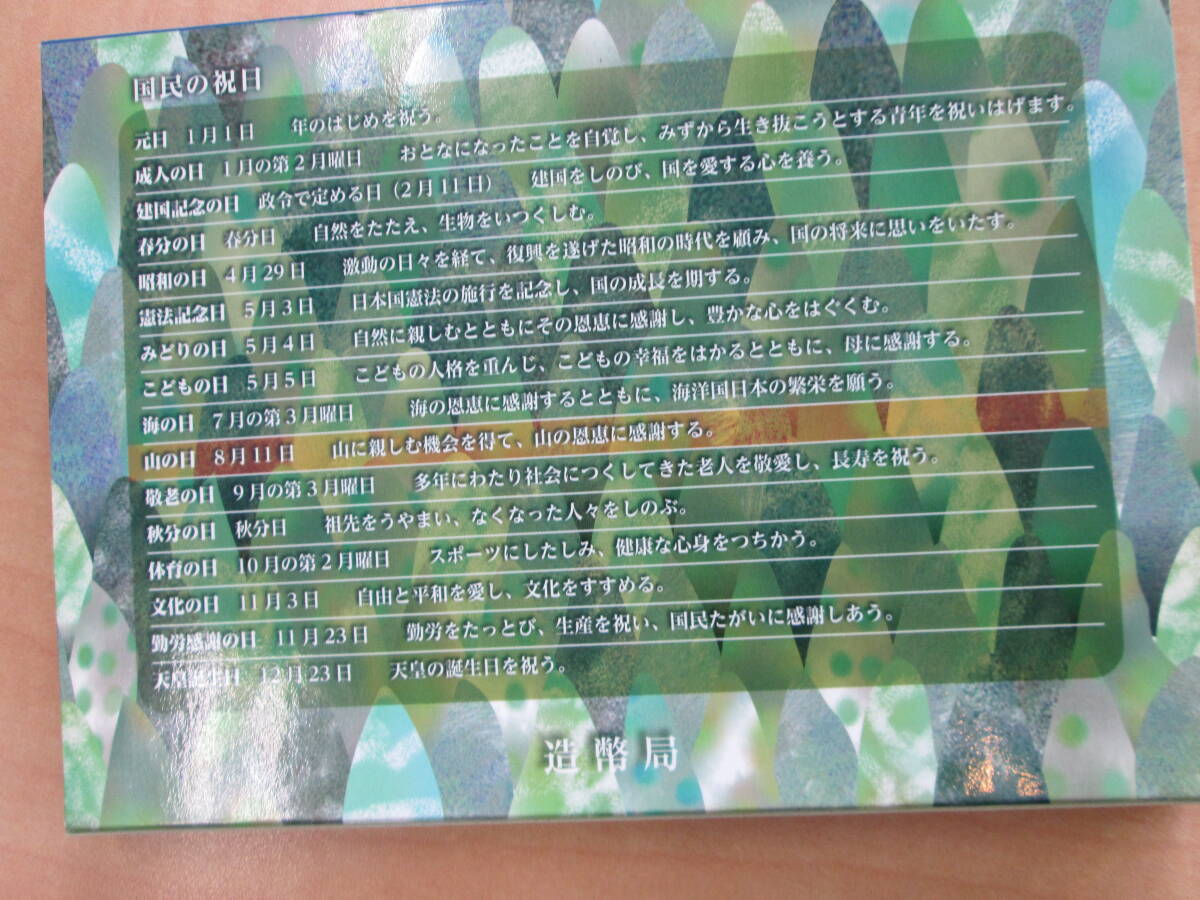 国民の祝日
元日 1月1日 年のはじめを祝う。
成人の日 1月の第2月曜日 おとなになったことを自覚し、みずから生き抜こうとする青年を祝いはげます。
建国記念の日 政令で定める日（2月11日） 建国をしのび、国を愛する心を養う。
春分の日 春分日 自然をたたえ、生物をいつくしむ。
昭和の日 4月29日 激動の日々を経て、復興を遂げた昭和の時代を顧み、国の将来に思いをいたす。
憲法記念日 5月3日 日本国憲法の施行を記念し、国の成長を期する。
みどりの日 5月4日 自然に親しむとともにその恩恵に感謝し、豊かな心をはぐくむ。
こどもの日 5月5日 こどもの人格を重んじ、こどもの幸福をはかるとともに、母に感謝する。
海の日 7月の第3月曜日 海の恩恵に感謝するとともに、海洋国日本の繁栄を願う。
山の日 8月11日 山に親しむ機会を得て、山の恩恵に感謝する。
敬老の日 9月の第3月曜日 多年にわたり社会につくしてきた老人を敬愛し、長寿を祝う。
秋分の日 秋分日 祖先をうやまい、なくなった人々をしのぶ。
体育の日 10月の第2月曜日 スポーツにしたしみ、健康な心身をつちかう。
文化の日 11月3日 自由と平和を愛し、文化をすすめる。
勤労感謝の日 11月23日 勤労をたっとび、生産を祝い、国民たがいに感謝しあう。
天皇誕生日 12月23日 天皇の誕生日を祝う。
造幣局